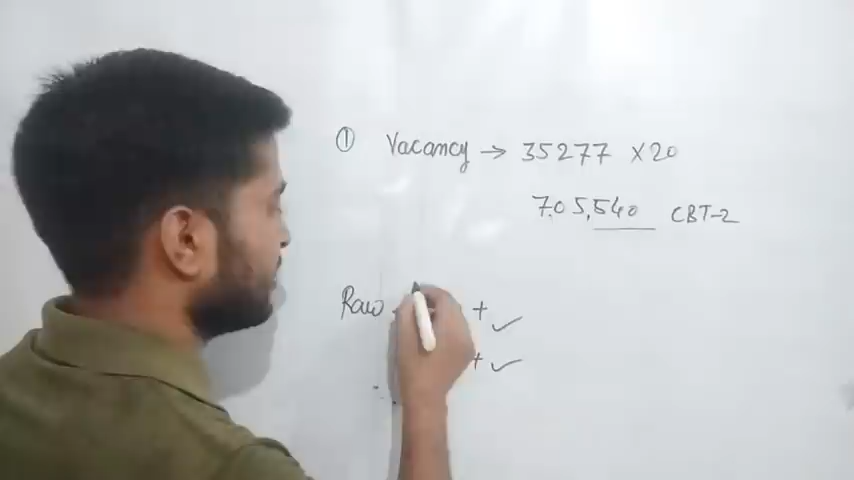 ① Vacancy → 35277 × 20
7,05,540 CBT-2
Raw + ✓
+ ✓